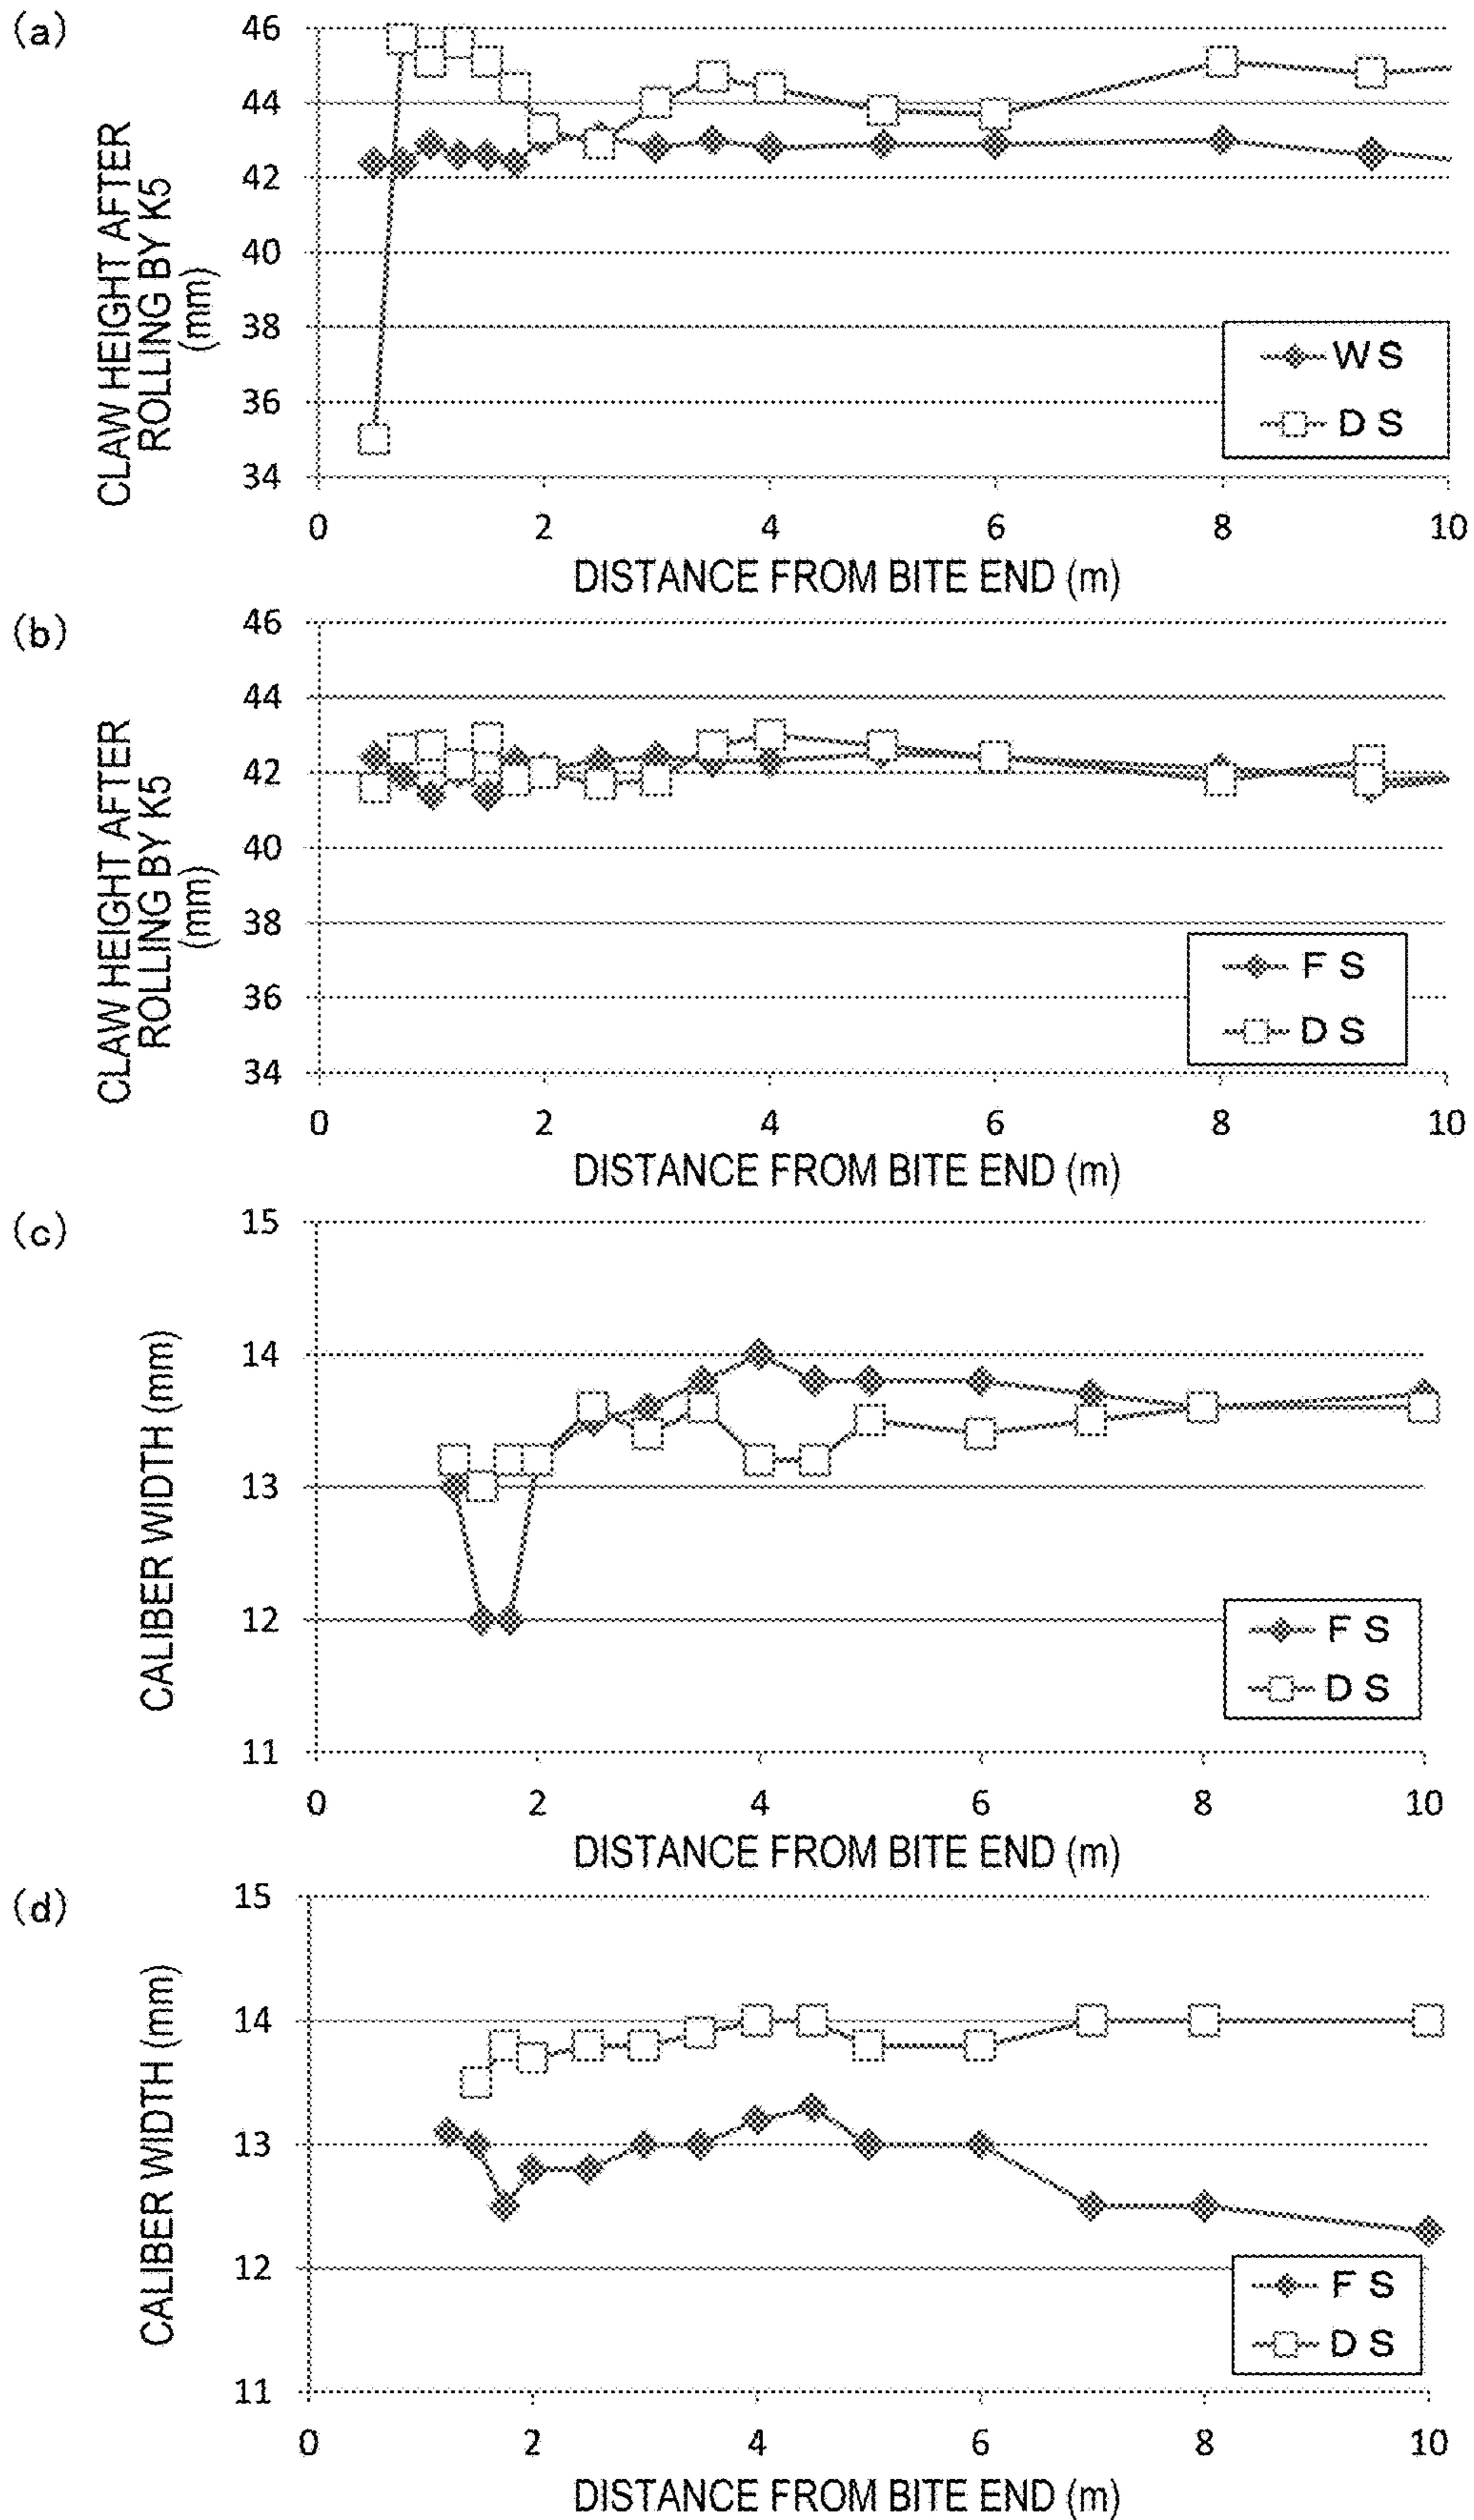 (a)
CLAW HEIGHT AFTER
ROLLING BY K5
(mm)
46
44
42
40
38
36
34
WS
DS
0 2 4 6 8 10
DISTANCE FROM BITE END (m)
(b)
CLAW HEIGHT AFTER
ROLLING BY K5
(mm)
46
44
42
40
38
36
34
FS
DS
0 2 4 6 8 10
DISTANCE FROM BITE END (m)
(c)
CALIBER WIDTH (mm)
15
14
13
12
11
FS
DS
0 2 4 6 8 10
DISTANCE FROM BITE END (m)
(d)
CALIBER WIDTH (mm)
15
14
13
12
11
FS
DS
0 2 4 6 8 10
DISTANCE FROM BITE END (m)